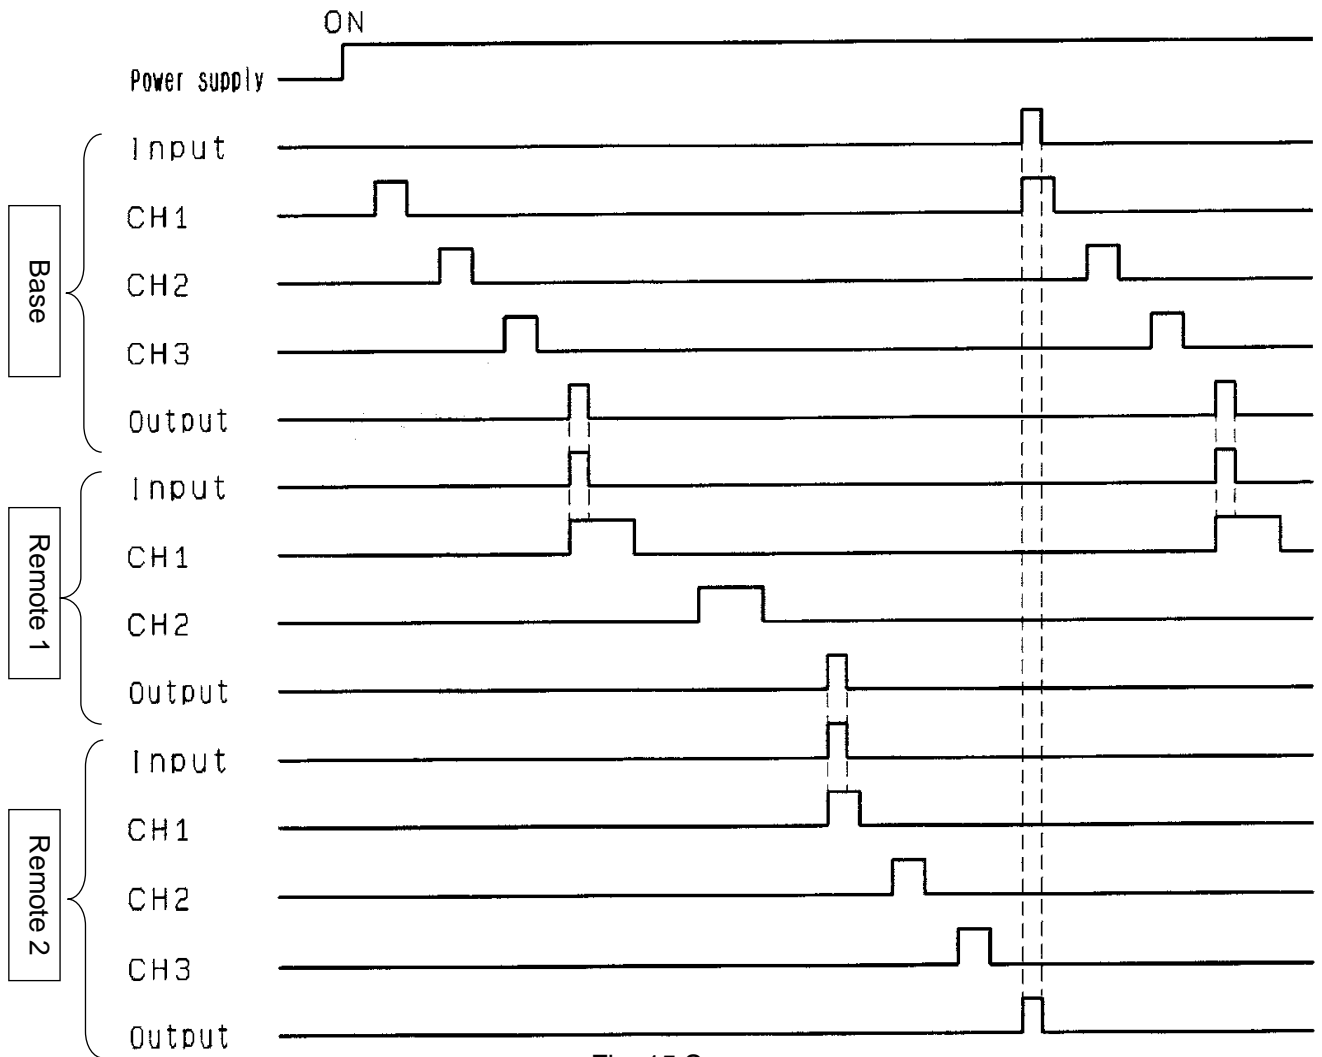 ON
Power supply
Base
Input
CH1
CH2
CH3
Output
Remote 1
Input
CH1
CH2
Output
Remote 2
Input
CH1
CH2
CH3
Output